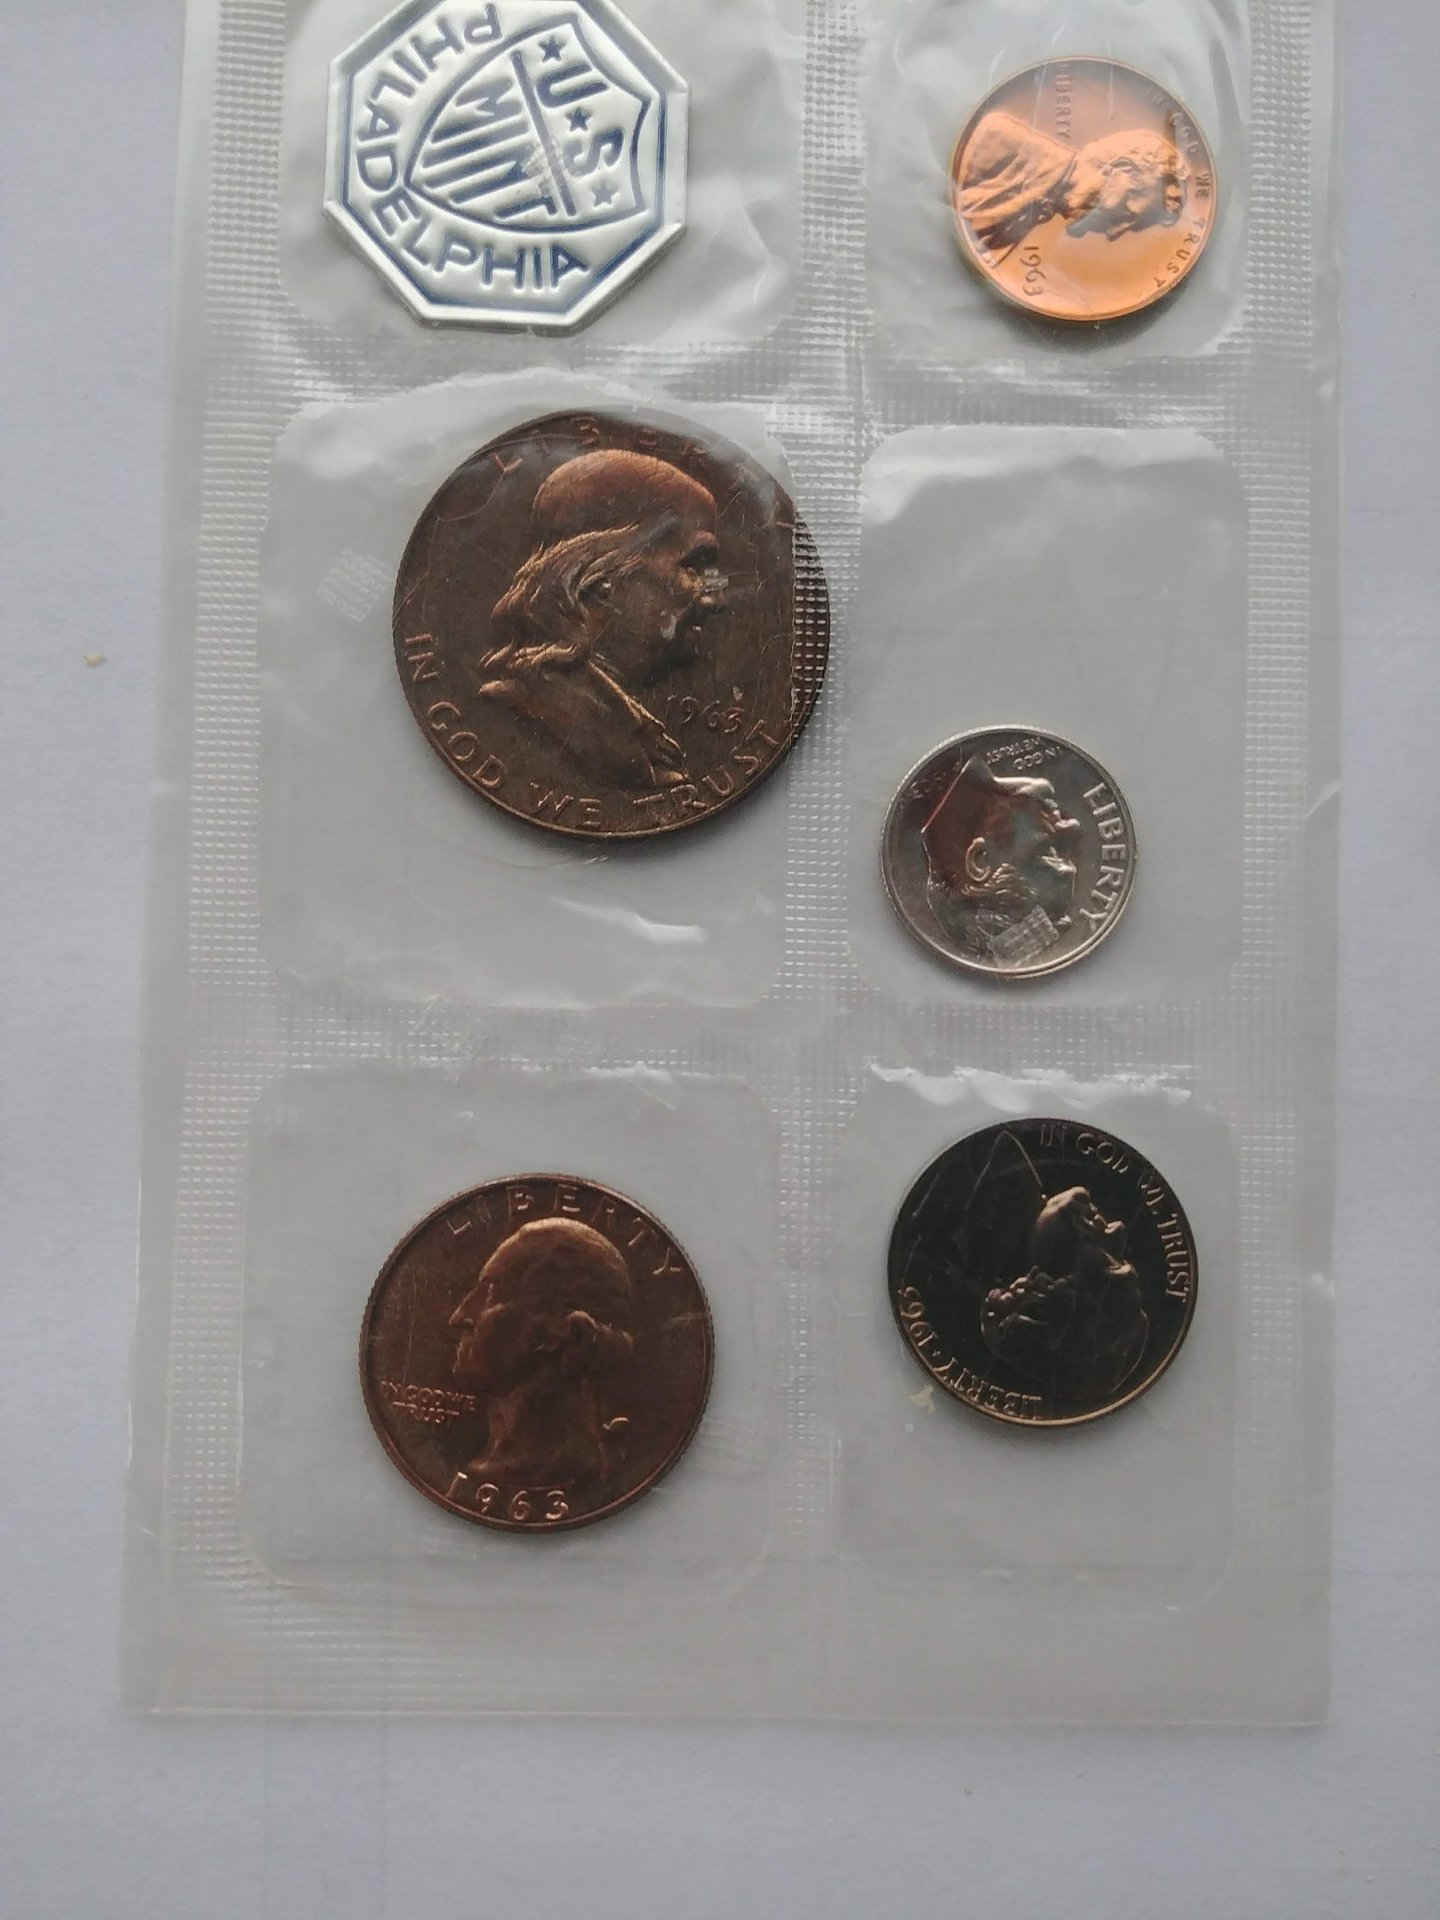 U.S.
MINT
PHILADELPHIA
LIBERTY
IN GOD WE TRUST
1963
LIBERTY
IN GOD WE TRUST
1963
LIBERTY
IN GOD
WE TRUST
LIBERTY
IN GOD WE
TRUST
1963
IN GOD WE TRUST
LIBERTY 1963